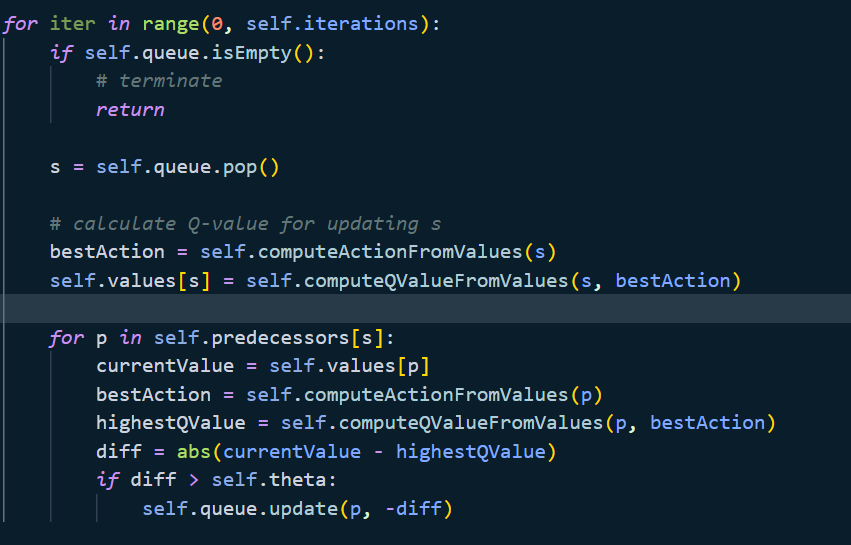 for iter in range(0, self.iterations):
    if self.queue.isEmpty():
        # terminate
        return
    s = self.queue.pop()
    # calculate Q-value for updating s
    bestAction = self.computeActionFromValues(s)
    self.values[s] = self.computeQValueFromValues(s, bestAction)
    for p in self.predecessors[s]:
        currentValue = self.values[p]
        bestAction = self.computeActionFromValues(p)
        highestQValue = self.computeQValueFromValues(p, bestAction)
        diff = abs(currentValue - highestQValue)
        if diff > self.theta:
            self.queue.update(p, -diff)